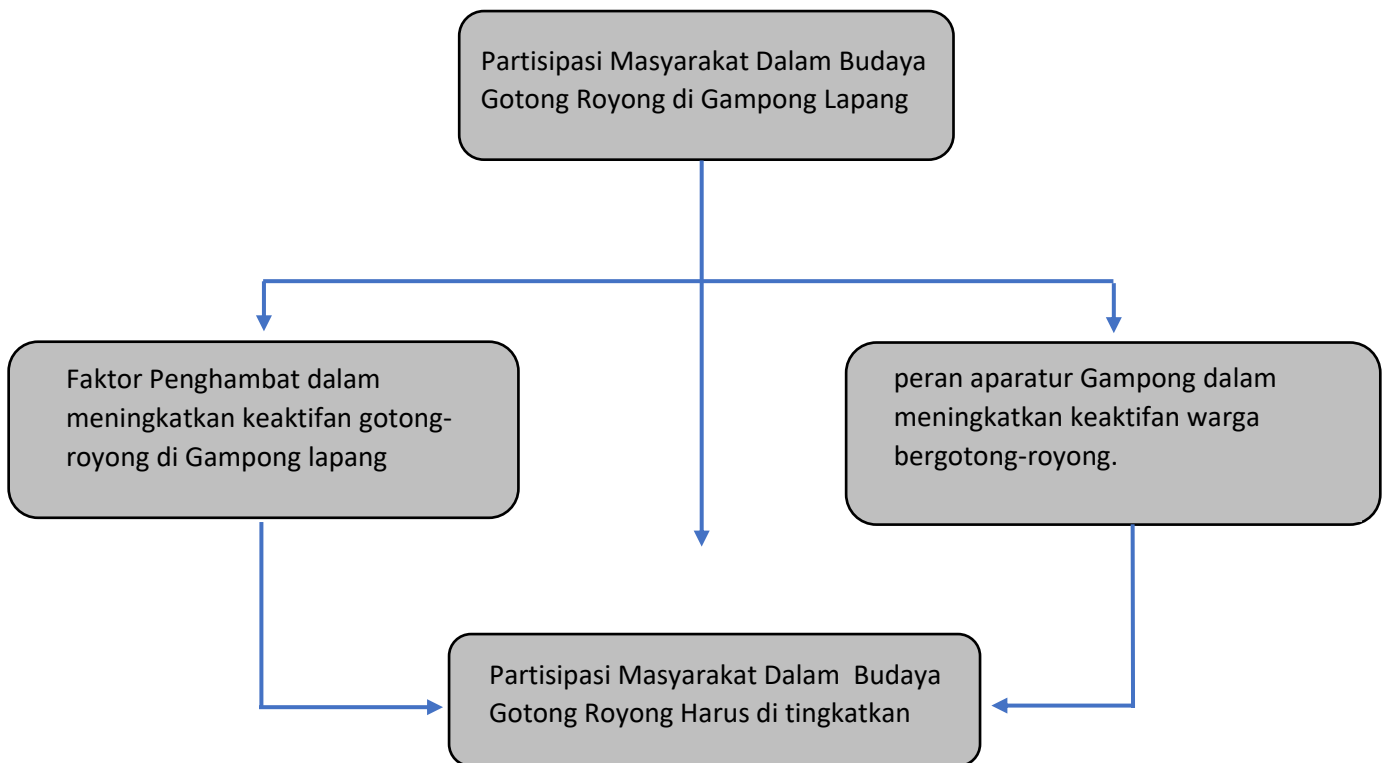 Partisipasi Masyarakat Dalam Budaya
Gotong Royong di Gampong Lapang
Faktor Penghambat dalam
meningkatkan keaktifan gotong-
royong di Gampong lapang
peran aparatur Gampong dalam
meningkatkan keaktifan warga
bergotong-royong.
Partisipasi Masyarakat Dalam  Budaya
Gotong Royong Harus di tingkatkan